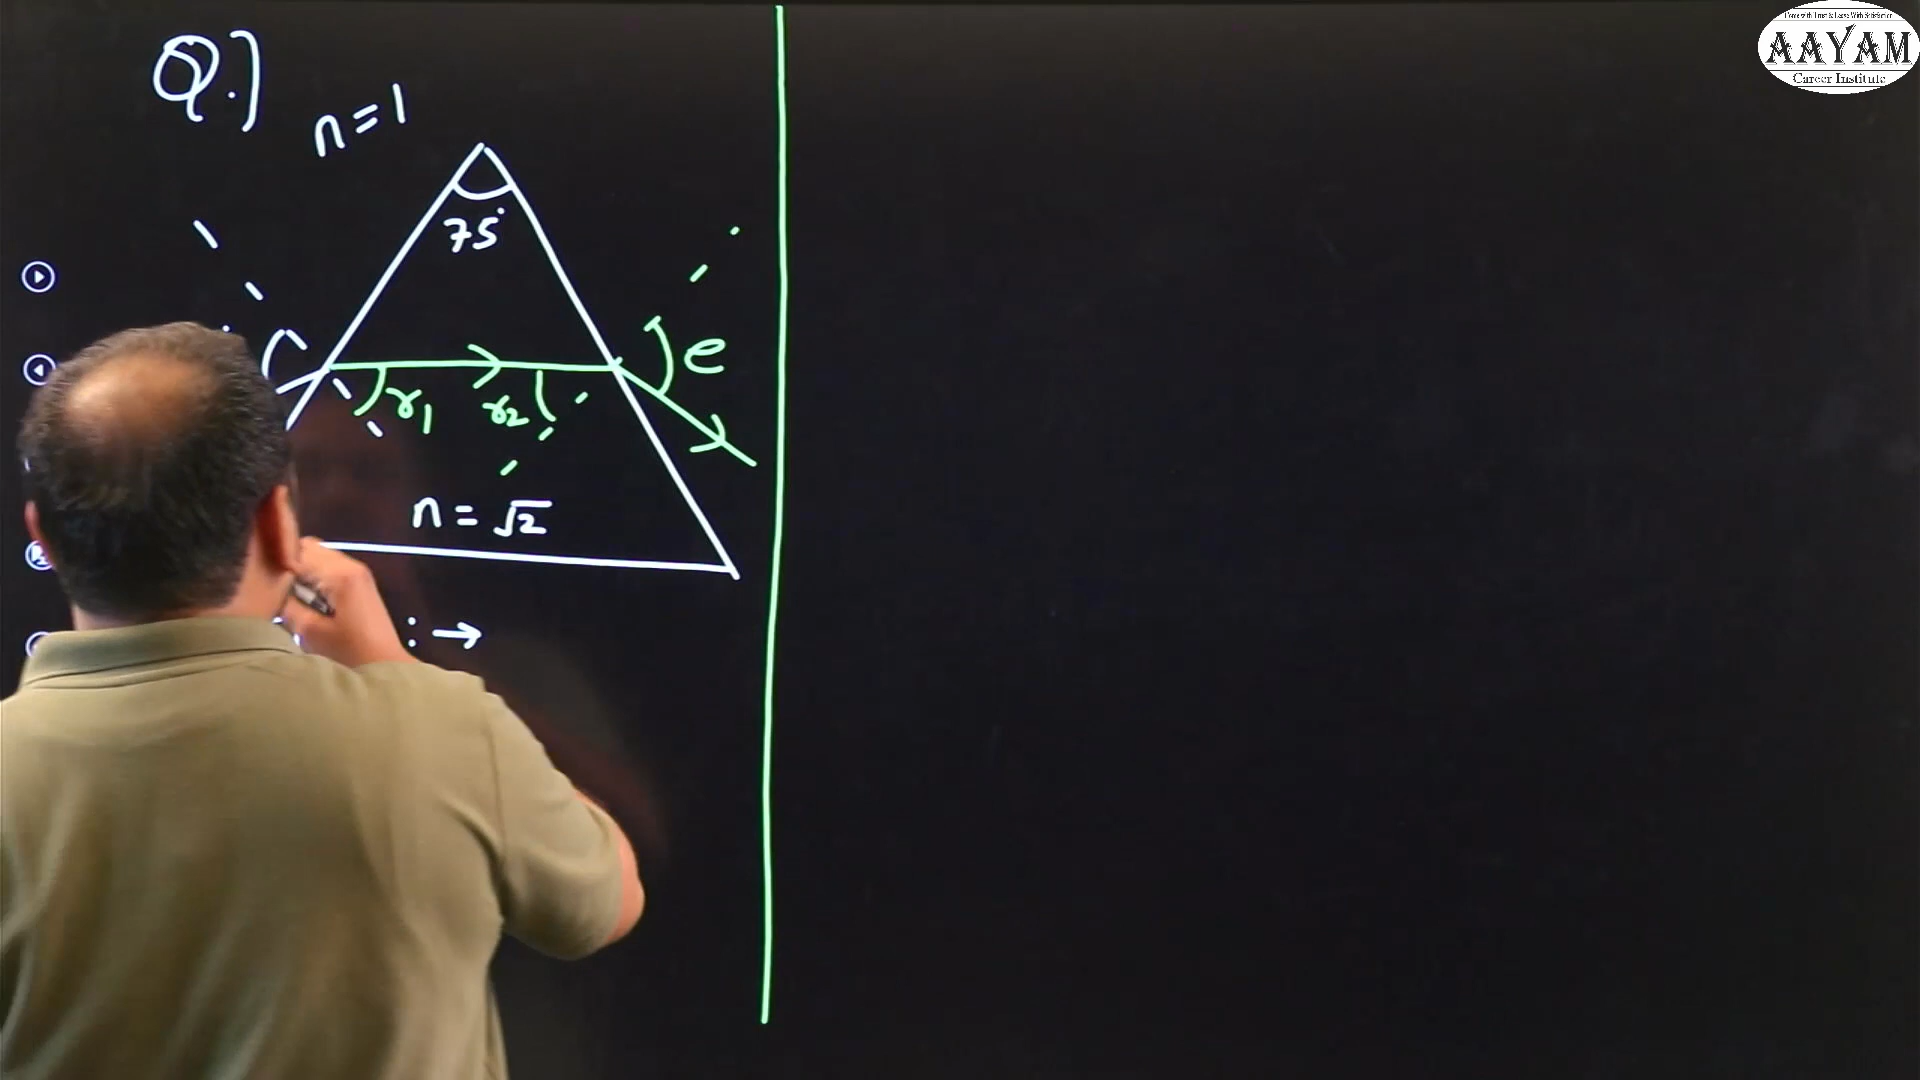 Q.)
n=1
75°
e
r1
r2
n = √2
: →
AAYAM
Career Institute